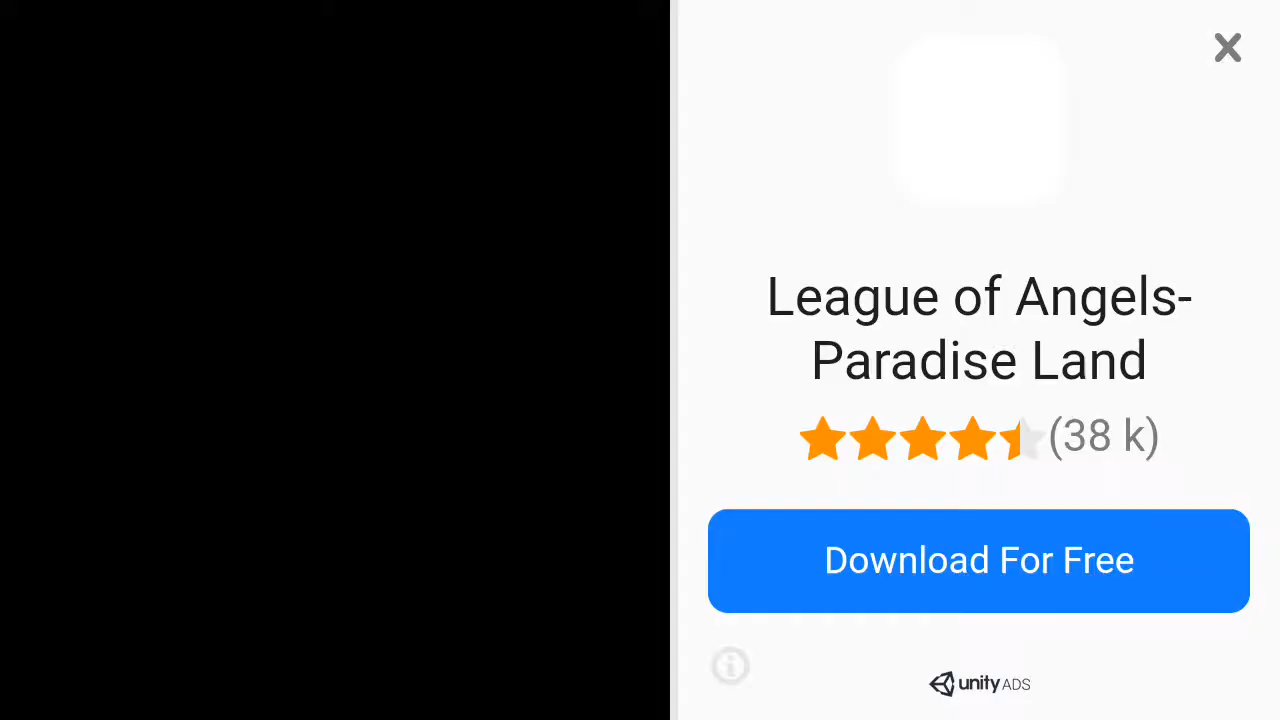 League of Angels-
Paradise Land
(38 k)
Download For Free
unity ADS